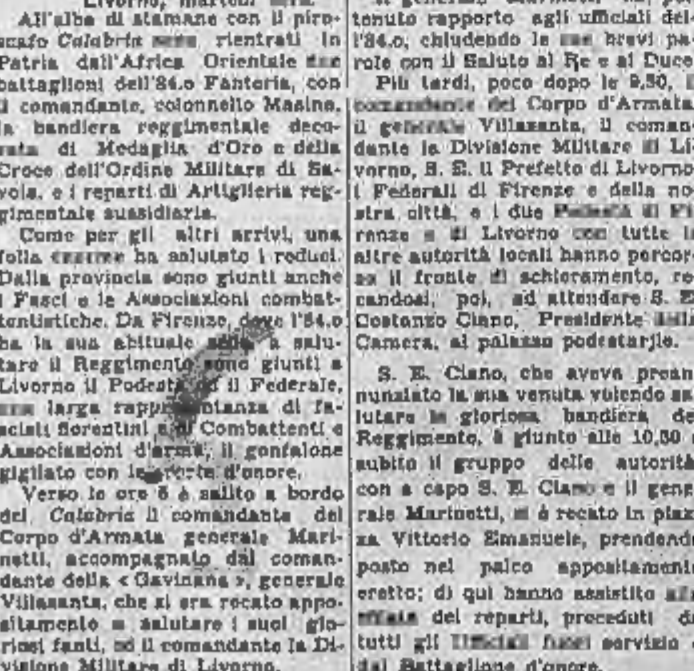 Livorno, martedì sera.
All'alba di stamane con il piro-
scafo Calabria sono rientrati in
Patria dall'Africa Orientale due
battaglioni dell'84.o Fanteria, con
il comandante, colonnello Masino,
la bandiera reggimentale deco-
rata di Medaglia d'Oro e della
Croce dell'Ordine Militare di Sa-
voia, e i reparti di Artiglieria reg-
gimentale sussidiaria.
Come per gli altri arrivi, una
folla ha salutato i reduci.
Dalla provincia sono giunti anche
i Fasci e le Associazioni combat-
tentistiche. Da Firenze, dove l'84.o
ha la sua abituale sede, a salu-
tare il Reggimento sono giunti a
Livorno il Podestà ed il Federale,
una larga rappresentanza di fa-
scisti fiorentini e di Combattenti e
Associazioni d'arma, il gonfalone
gigliato con la scorta d'onore.
Verso le ore 8 è salito a bordo
del Calabria il comandante del
Corpo d'Armata generale Mari-
netti, accompagnato dal coman-
dante della « Gavinana », generale
Villasanta, che si era recato appo-
sitamente a salutare i suoi glo-
riosi fanti, ed il comandante la Di-
visione Militare di Livorno.
tenuto rapporto agli ufficiali del-
l'84.o, chiudendo le sue brevi pa-
role con il Saluto al Re e al Duce.
Più tardi, poco dopo le 9,30, il
comandante del Corpo d'Armata,
il generale Villasanta, il coman-
dante la Divisione Militare di Li-
vorno, S. E. il Prefetto di Livorno,
i Federali di Firenze e della no-
stra città, e i due Podestà di Fi-
renze e di Livorno con tutte le
altre autorità locali hanno percor-
so il fronte di schieramento, re-
candosi, poi, ad attendere S. E.
Costanzo Ciano, Presidente della
Camera, al palazzo podestarile.
S. E. Ciano, che aveva prean-
nunziato la sua venuta volendo sa-
lutare la gloriosa bandiera del
Reggimento, è giunto alle 10,30 e
subito il gruppo delle autorità
con a capo S. E. Ciano e il gene-
rale Marinetti, si è recato in piaz-
za Vittorio Emanuele, prendendo
posto nel palco appositamente
eretto; di qui hanno assistito alla
sfilata dei reparti, preceduti da
tutti gli Ufficiali fuori servizio e
dal Battaglione d'onore.